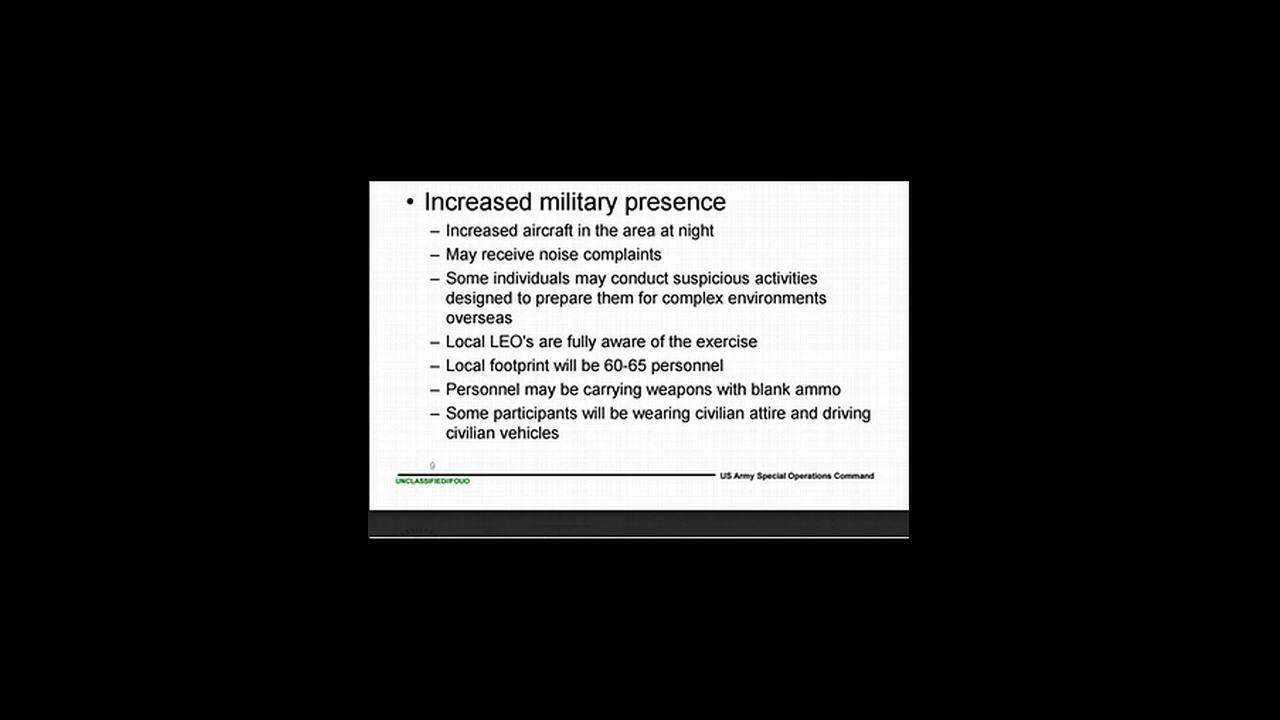 • Increased military presence
– Increased aircraft in the area at night
– May receive noise complaints
– Some individuals may conduct suspicious activities
designed to prepare them for complex environments
overseas
– Local LEO's are fully aware of the exercise
– Local footprint will be 60-65 personnel
– Personnel may be carrying weapons with blank ammo
– Some participants will be wearing civilian attire and driving
civilian vehicles
9
US Army Special Operations Command
UNCLASSIFIED//FOUO